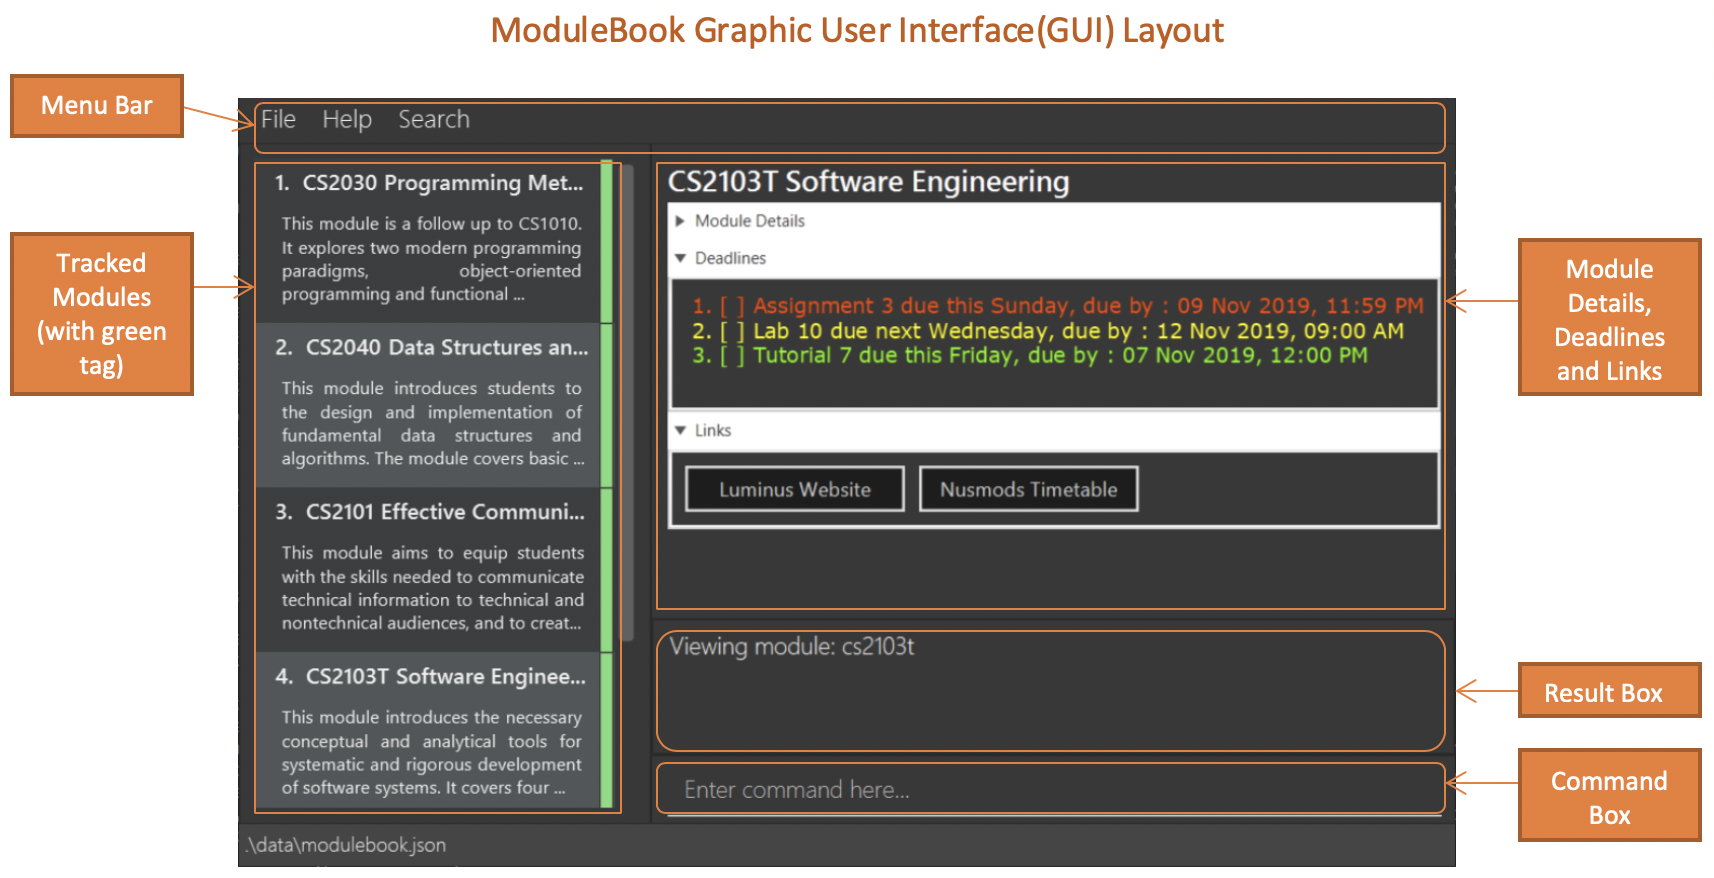 ModuleBook Graphic User Interface(GUI) Layout
Menu Bar
File Help Search
Tracked
Modules
(with green
tag)
1. CS2030 Programming Met...
This module is a follow up to CS1010.
It explores two modern programming
paradigms, object-oriented
programming and functional ...
2. CS2040 Data Structures an...
This module introduces students to
the design and implementation of
fundamental data structures and
algorithms. The module covers basic ...
3. CS2101 Effective Communi...
This module aims to equip students
with the skills needed to communicate
technical information to technical and
nontechnical audiences, and to creat...
4. CS2103T Software Enginee...
This module introduces the necessary
conceptual and analytical tools for
systematic and rigorous development
of software systems. It covers four ...
CS2103T Software Engineering
Module Details
Deadlines
1. [ ] Assignment 3 due this Sunday, due by : 09 Nov 2019, 11:59 PM
2. [ ] Lab 10 due next Wednesday, due by : 12 Nov 2019, 09:00 AM
3. [ ] Tutorial 7 due this Friday, due by : 07 Nov 2019, 12:00 PM
Links
Luminus Website
Nusmods Timetable
Module
Details,
Deadlines
and Links
Viewing module: cs2103t
Result Box
Enter command here...
Command
Box
.\data\modulebook.json